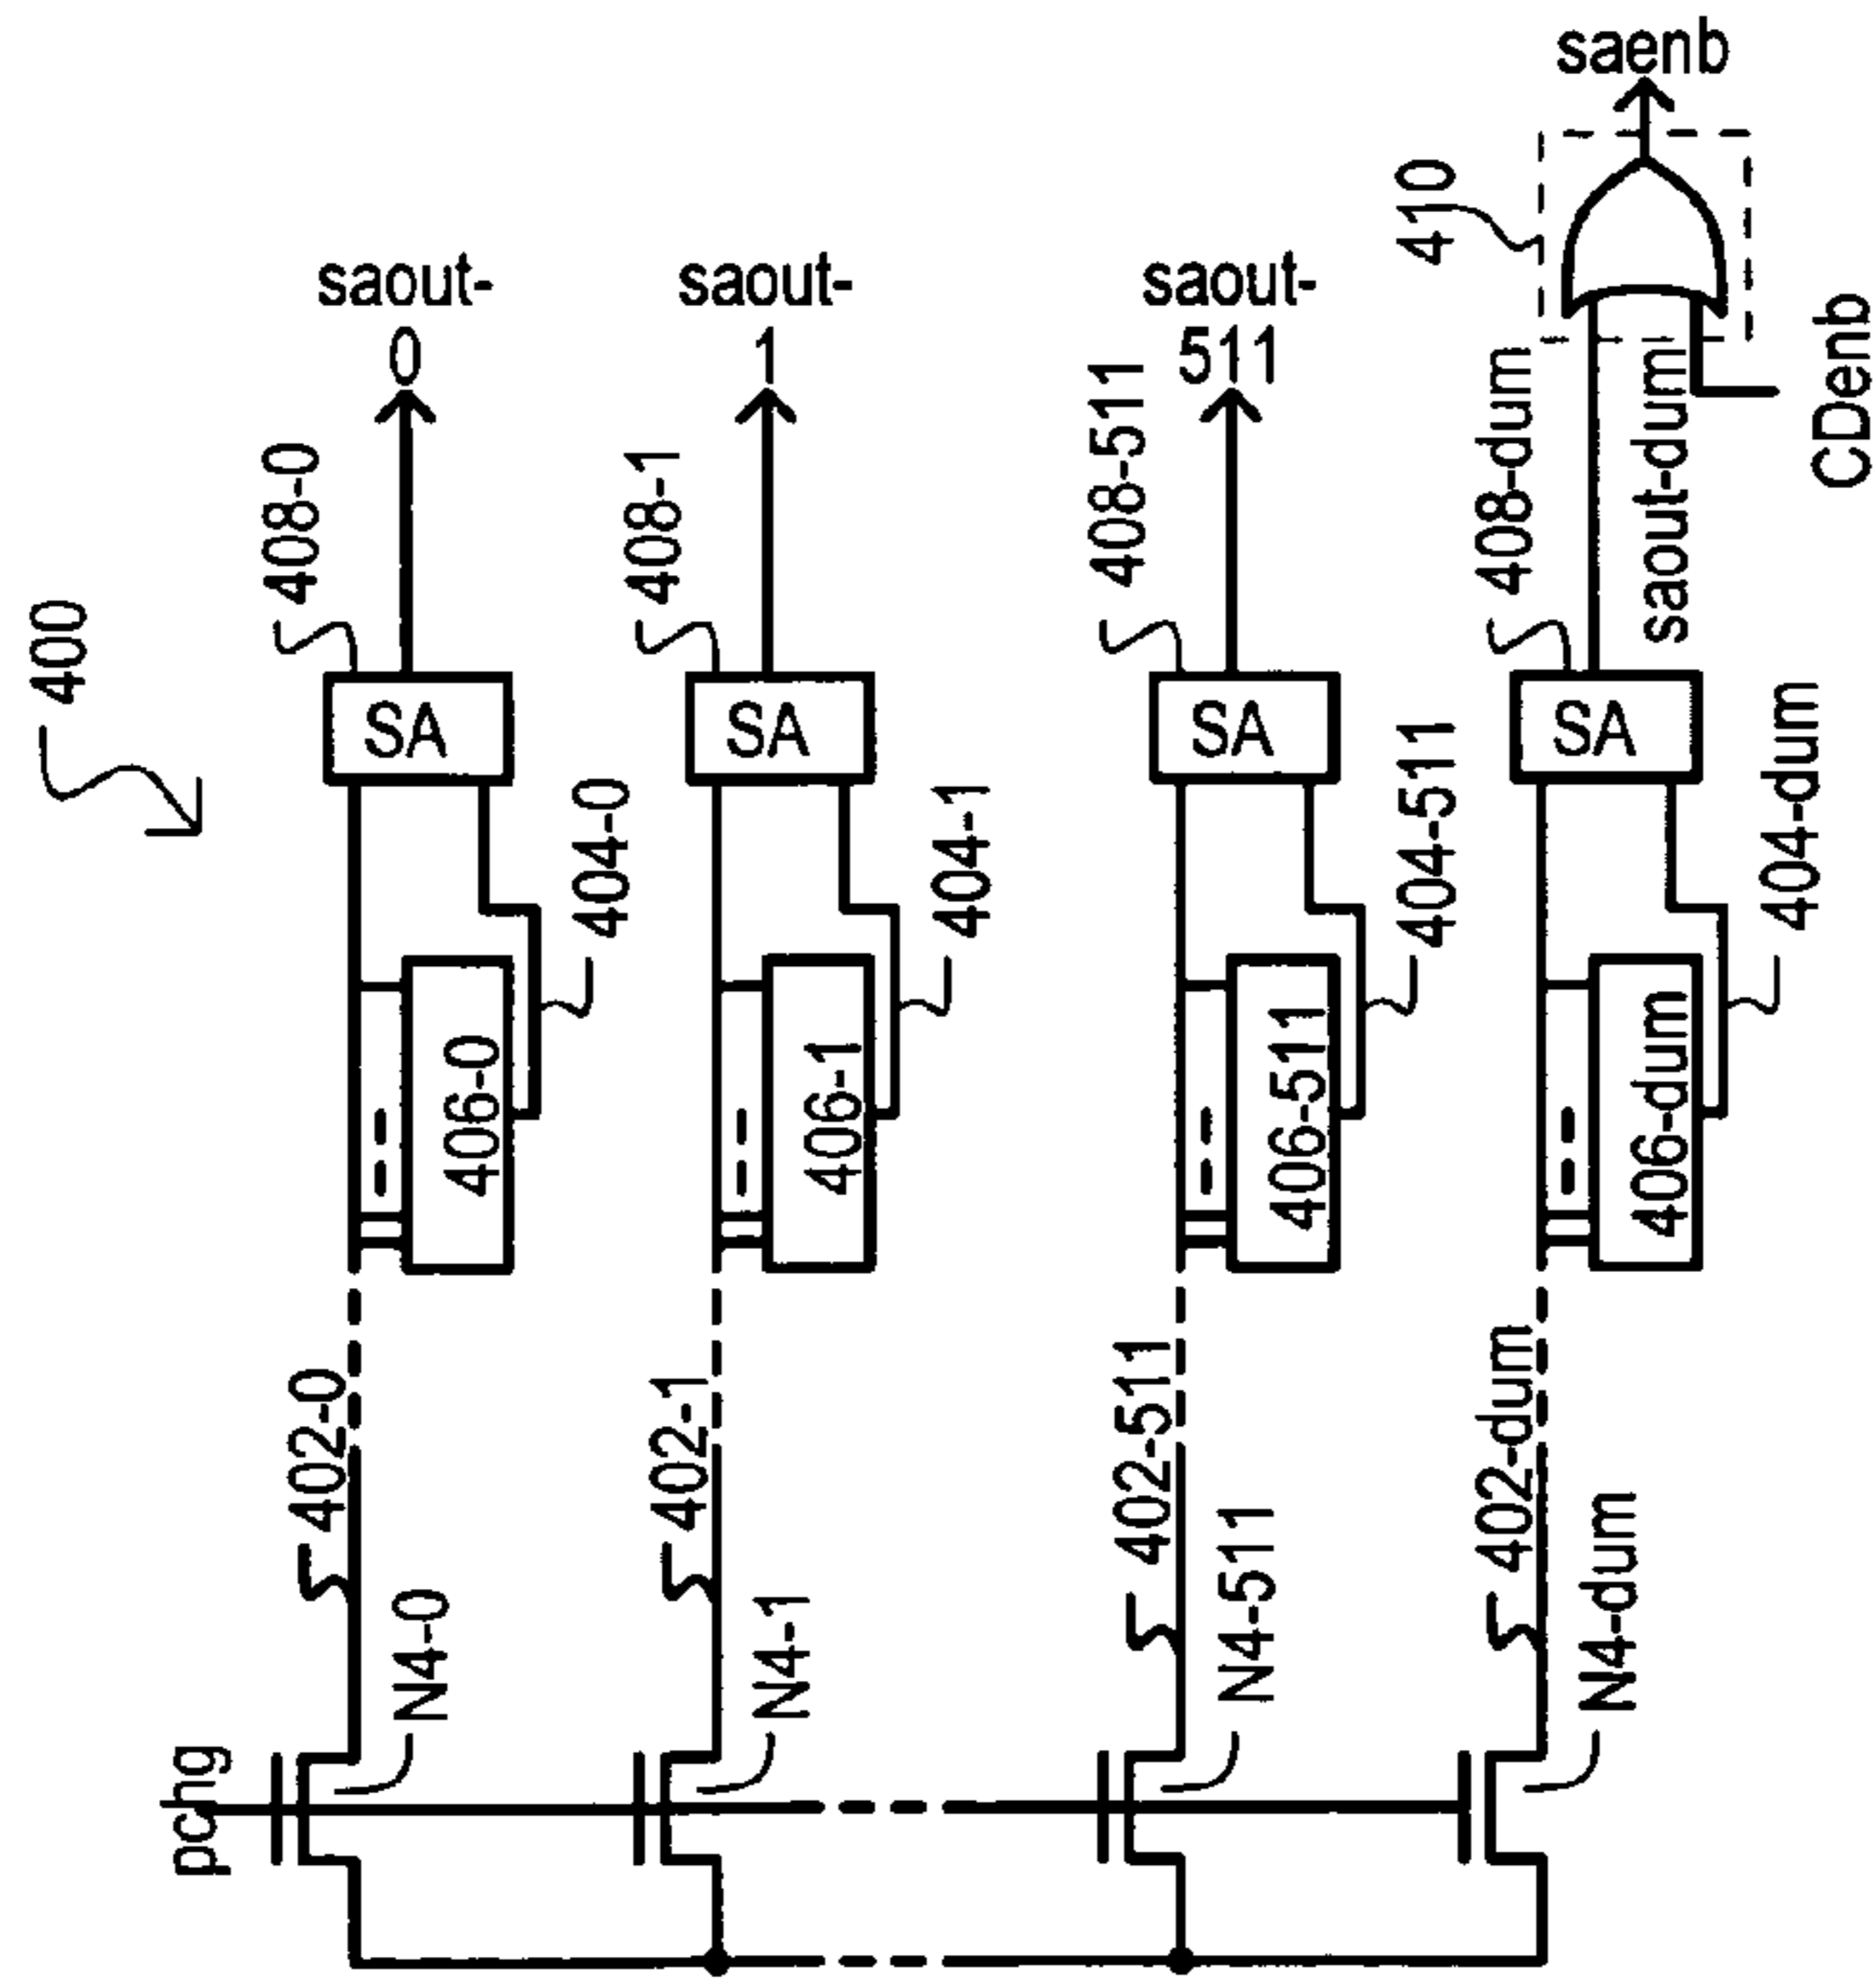 400
saenb
410
saout-
0
saout-
1
saout-
511
408-0
408-1
408-511
408-dum
saout-dum
CDenb
SA
SA
SA
SA
404-0
404-1
404-511
404-dum
406-0
406-1
406-511
406-dum
402-0
402-1
402-511
402-dum
N4-0
N4-1
N4-511
N4-dum
pchg